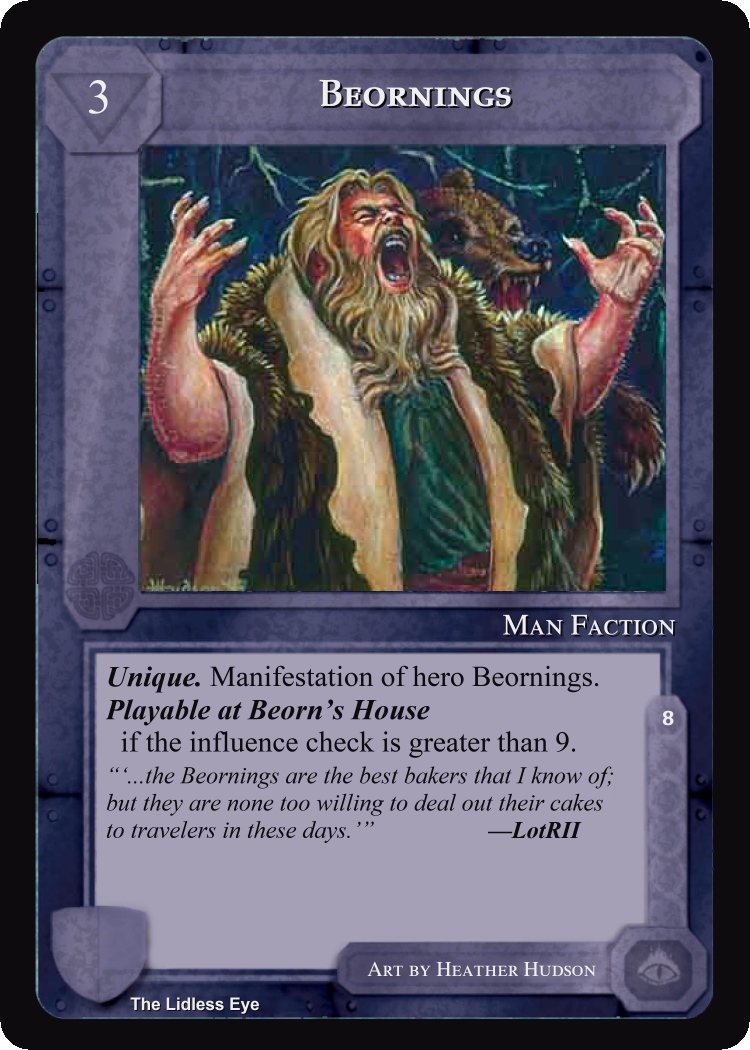 3
BEORNINGS
MAN FACTION
Unique. Manifestation of hero Beornings.
Playable at Beorn’s House
8
if the influence check is greater than 9.
“‘...the Beornings are the best bakers that I know of;
but they are none too willing to deal out their cakes
to travelers in these days.’” —LotRII
ART BY HEATHER HUDSON
The Lidless Eye